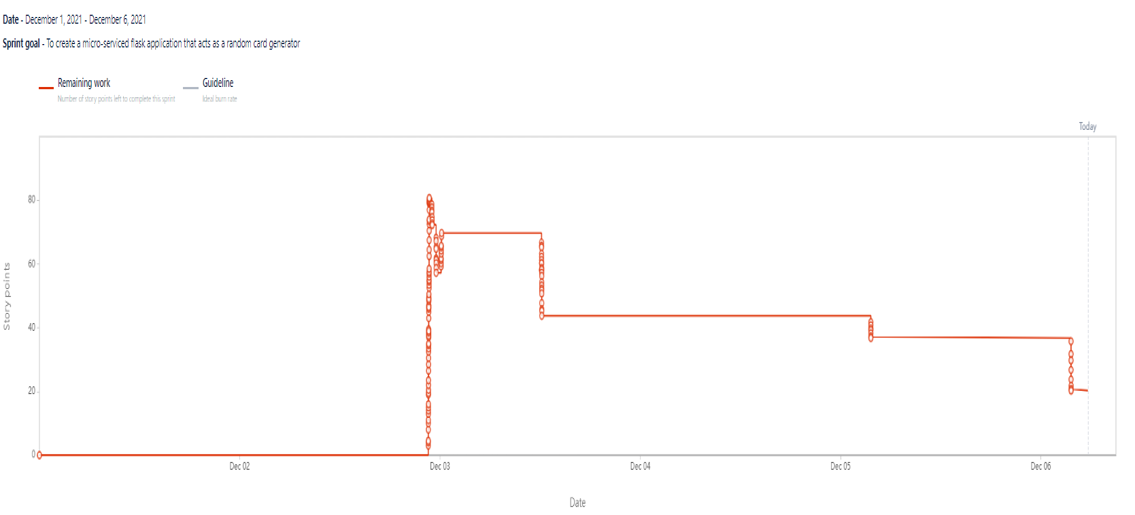 Date - December 1, 2021 - December 6, 2021
Sprint goal - To create a micro-serviced flask application that acts as a random card generator
Remaining work
Number of story points left to complete this sprint
Guideline
Ideal burn rate
Today
80
60
40
20
0
Story points
Dec 02
Dec 03
Dec 04
Dec 05
Dec 06
Date